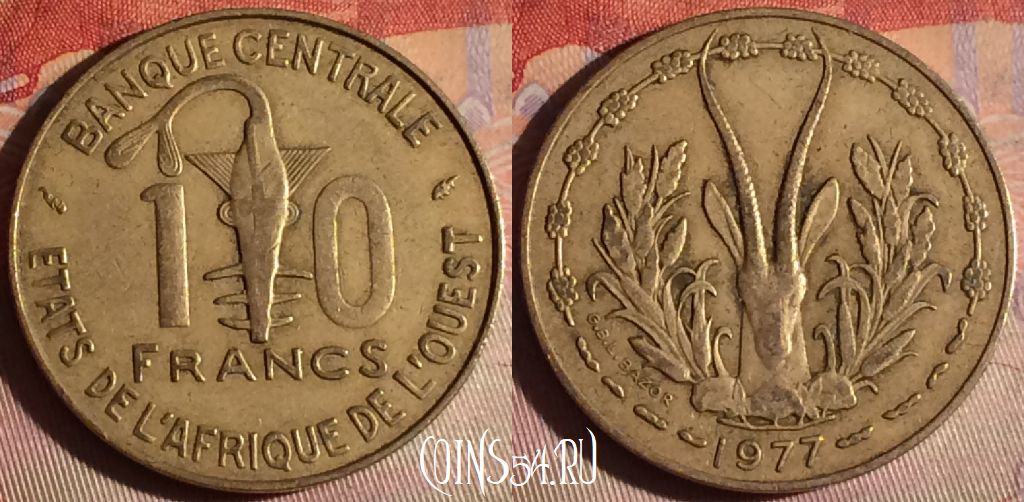 BANQUE CENTRALE
10
FRANCS
ETATS DE L'AFRIQUE DE L'OUEST
G.B.L. BAZOR
1977
COINS54.RU